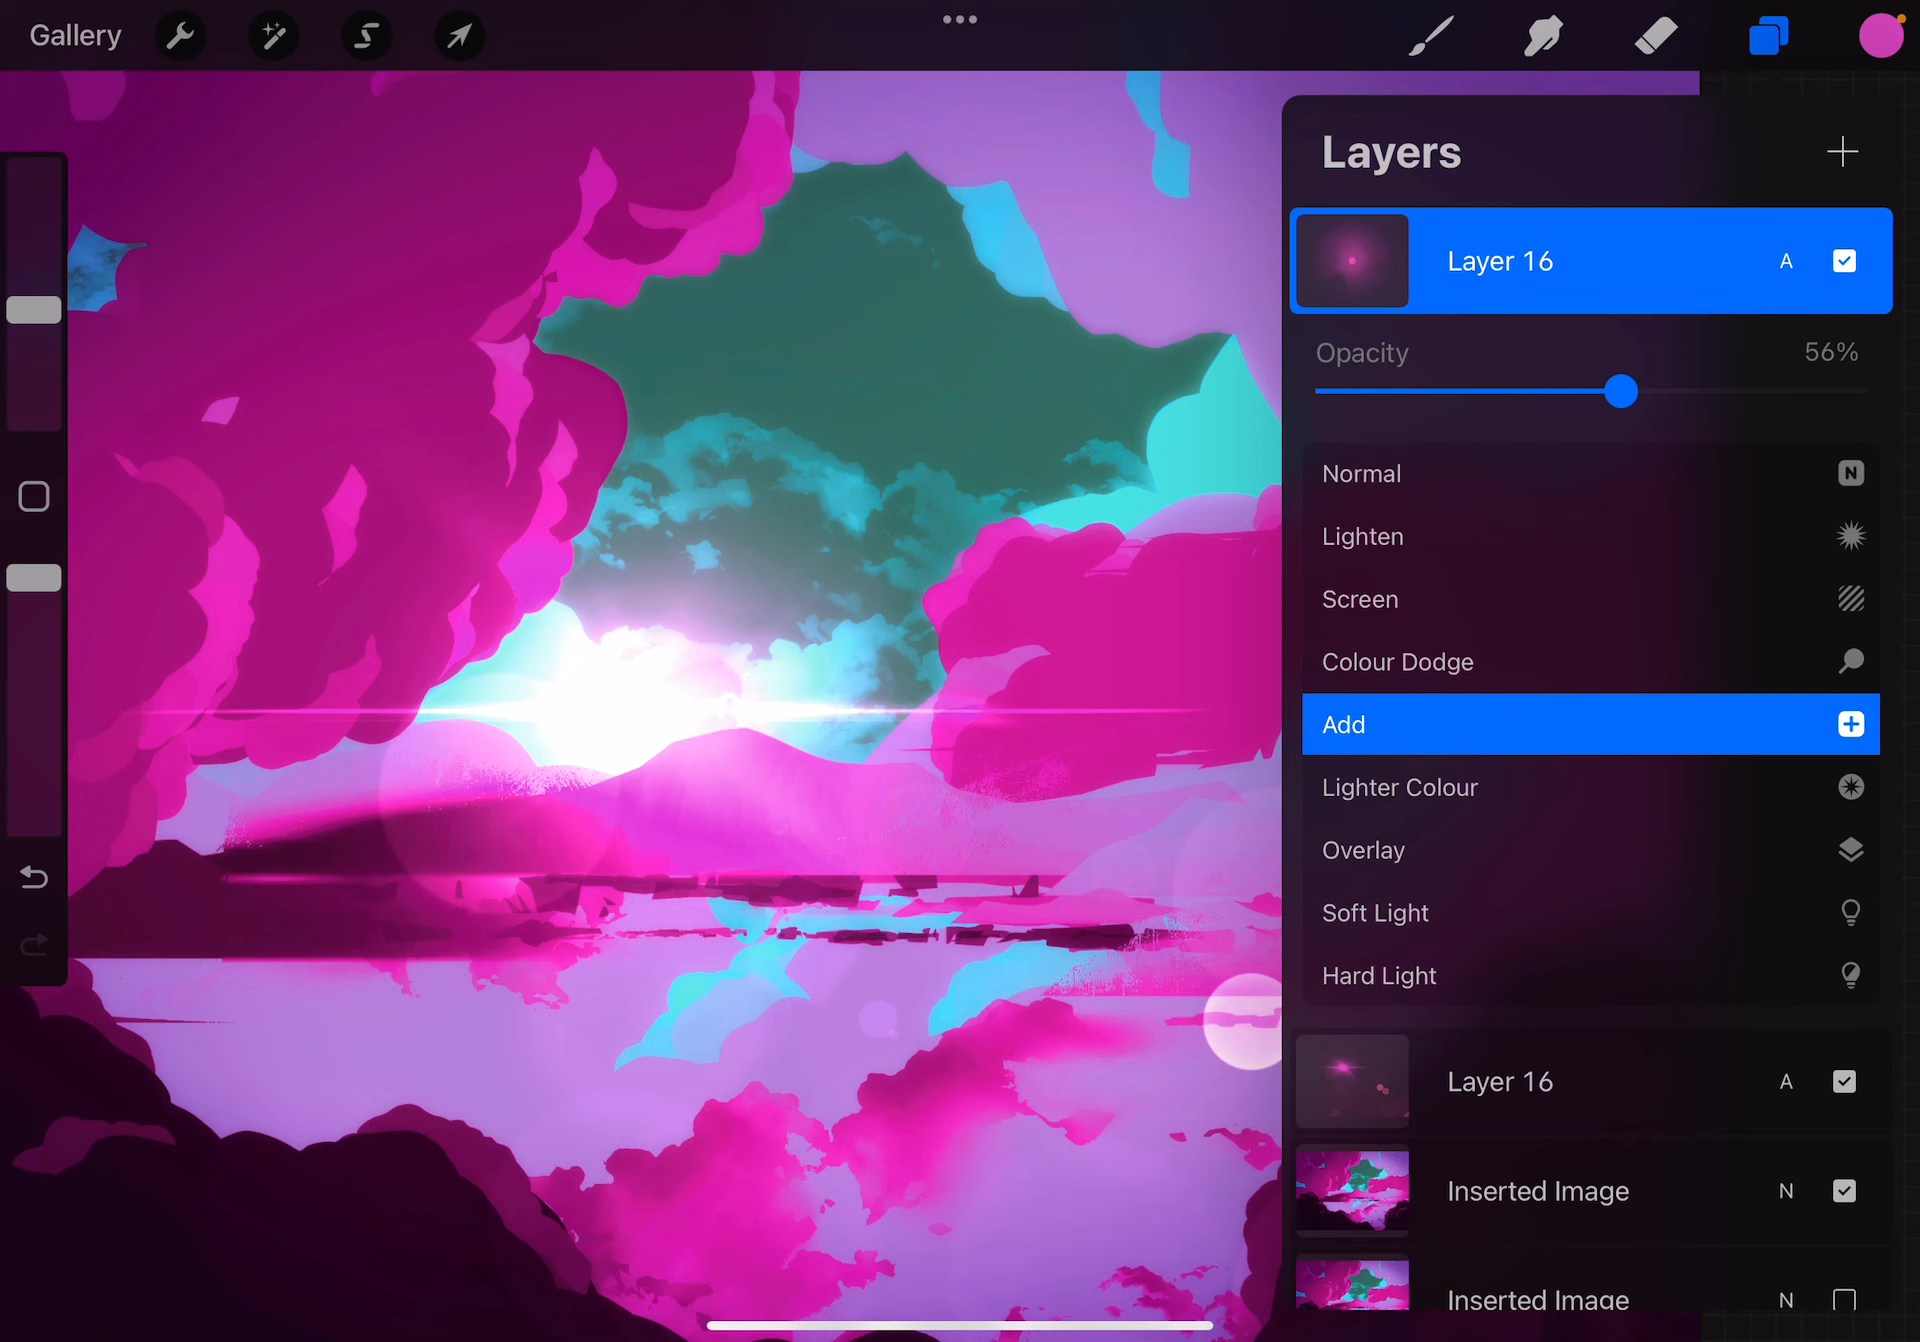 Gallery
Layers
Layer 16 A
Opacity 56%
Normal N
Lighten
Screen
Colour Dodge
Add
Lighter Colour
Overlay
Soft Light
Hard Light
Layer 16 A
Inserted Image N
Inserted Image N